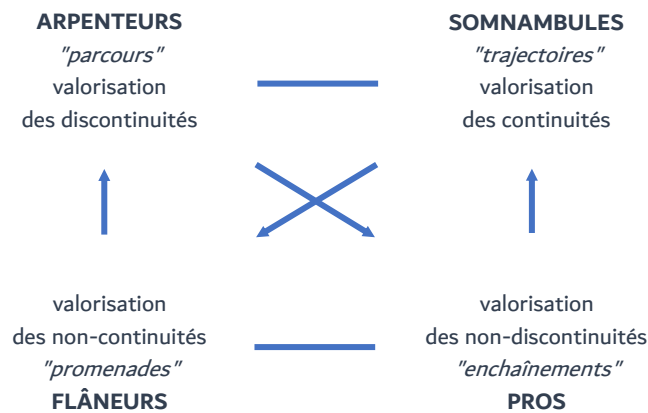 ARPENTEURS
"parcours"
valorisation
des discontinuités
SOMNAMBULES
"trajectoires"
valorisation
des continuités
valorisation
des non-continuités
"promenades"
FLÂNEURS
valorisation
des non-discontinuités
"enchaînements"
PROS